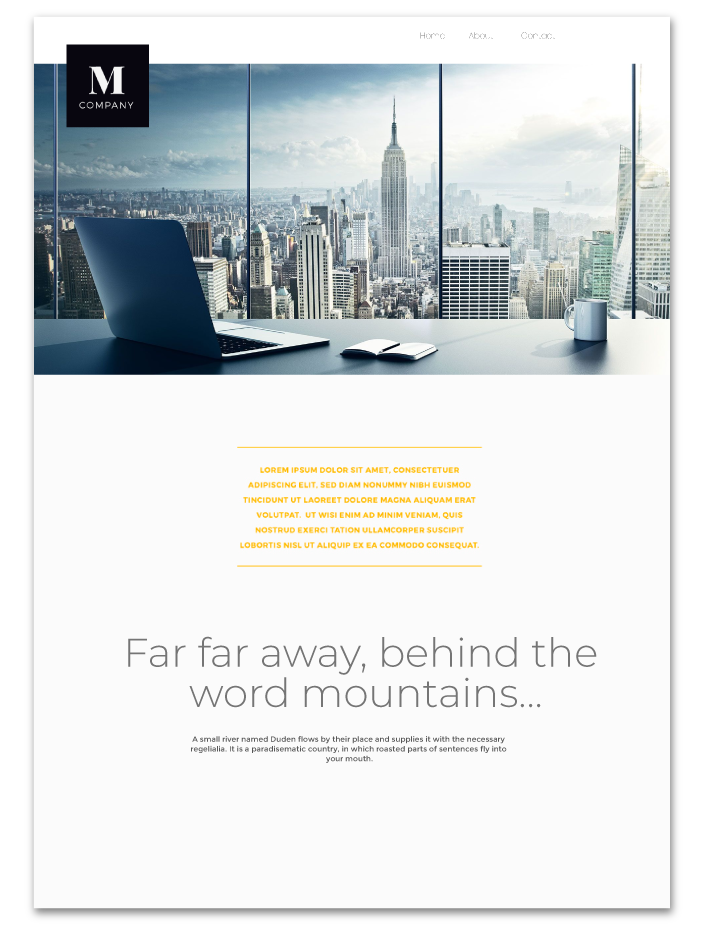 Home About Contact
M
COMPANY
LOREM IPSUM DOLOR SIT AMET, CONSECTETUER
ADIPISCING ELIT, SED DIAM NONUMMY NIBH EUISMOD
TINCIDUNT UT LAOREET DOLORE MAGNA ALIQUAM ERAT
VOLUTPAT. UT WISI ENIM AD MINIM VENIAM, QUIS
NOSTRUD EXERCI TATION ULLAMCORPER SUSCIPIT
LOBORTIS NISL UT ALIQUIP EX EA COMMODO CONSEQUAT.
Far far away, behind the
word mountains...
A small river named Duden flows by their place and supplies it with the necessary
regelialia. It is a paradisematic country, in which roasted parts of sentences fly into
your mouth.